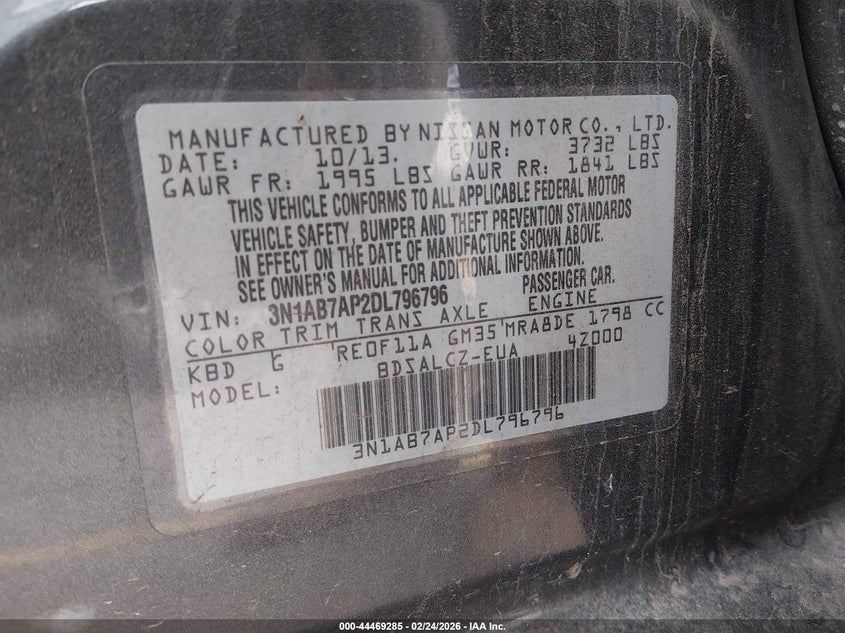 MANUFACTURED BY NISSAN MOTOR CO., LTD.
DATE: 10/13. GVWR: 3732 LBS
GAWR FR: 1995 LBS GAWR RR: 1841 LBS
THIS VEHICLE CONFORMS TO ALL APPLICABLE FEDERAL MOTOR
VEHICLE SAFETY, BUMPER AND THEFT PREVENTION STANDARDS
IN EFFECT ON THE DATE OF MANUFACTURE SHOWN ABOVE.
SEE OWNER'S MANUAL FOR ADDITIONAL INFORMATION.
VIN: 3N1AB7AP2DL796796 PASSENGER CAR.
COLOR TRIM TRANS AXLE ENGINE
KBD G RE0F11A GM35 MRA8DE 1798 CC
MODEL: BDSALCZ-EUA 4Z000
3N1AB7AP2DL796796
000-44469285 - 02/24/2026 - IAA Inc.